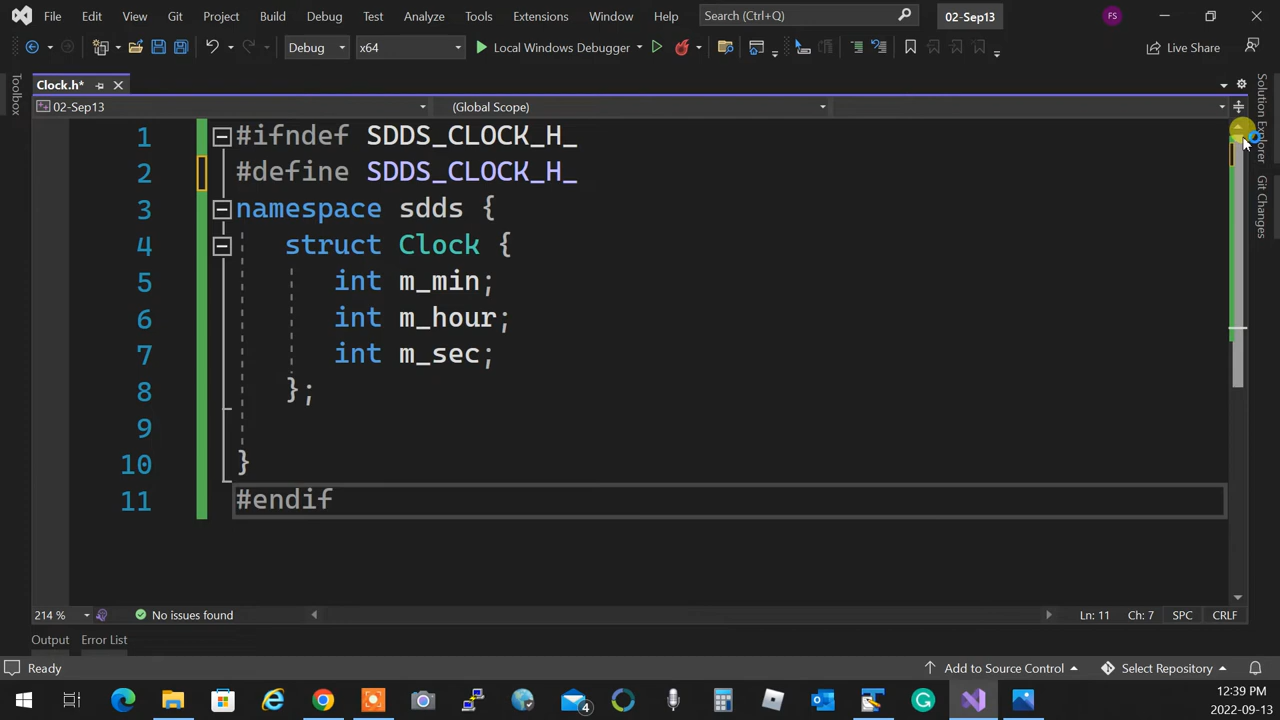 File Edit View Git Project Build Debug Test Analyze Tools Extensions Window Help Search (Ctrl+Q) 02-Sep13 FS
Debug x64 Local Windows Debugger Live Share
Clock.h*
02-Sep13 (Global Scope)
Toolbox
Solution Explorer
Git Changes
1 #ifndef SDDS_CLOCK_H_
2 #define SDDS_CLOCK_H_
3 namespace sdds {
4 struct Clock {
5 int m_min;
6 int m_hour;
7 int m_sec;
8 };
9
10 }
11 #endif
214 % No issues found Ln: 11 Ch: 7 SPC CRLF
Output Error List
Ready Add to Source Control Select Repository
4
12:39 PM
2022-09-13